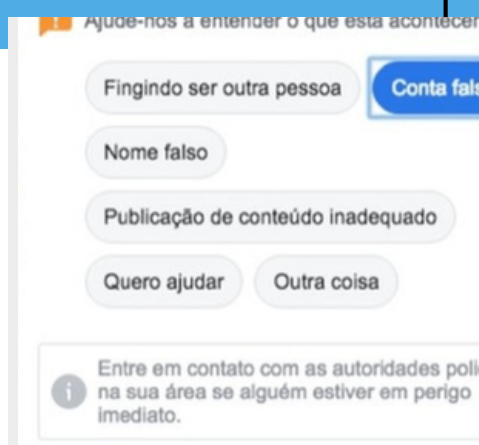 Ajude-nos a entender o que está acontecen
Fingindo ser outra pessoa Conta fals
Nome falso
Publicação de conteúdo inadequado
Quero ajudar Outra coisa
Entre em contato com as autoridades poli
na sua área se alguém estiver em perigo
imediato.